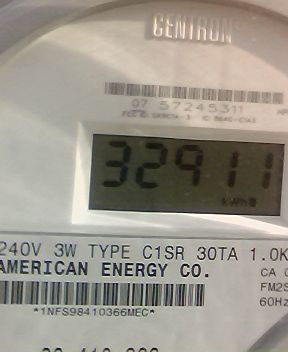 CENTRON
07 57245311
32911
kWh
240V 3W TYPE C1SR 30TA 1.0K
AMERICAN ENERGY CO.
CA
FM2S
60Hz
*1NFS98410366MEC*